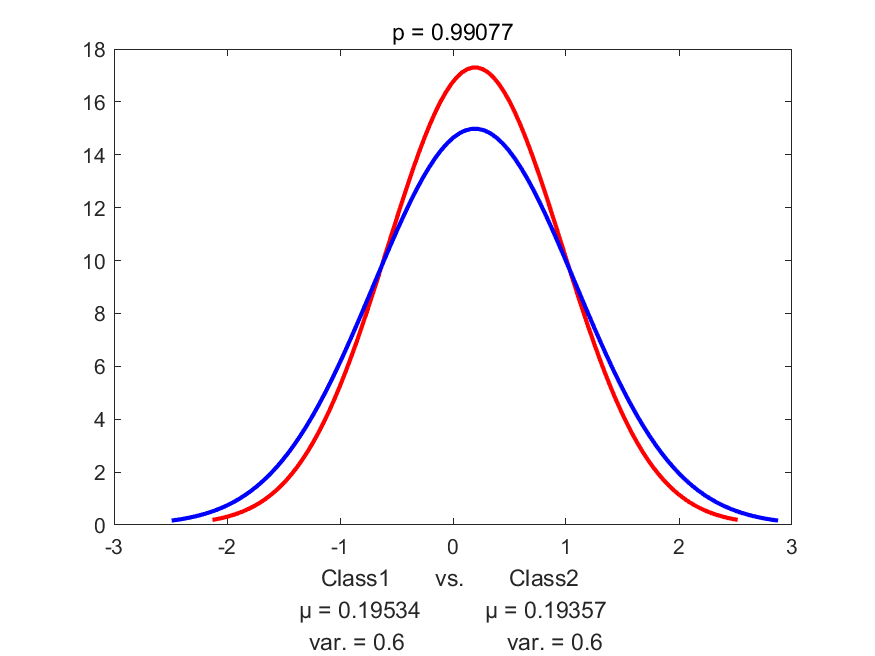 p = 0.99077
18
16
14
12
10
8
6
4
2
0
-3 -2 -1 0 1 2 3
Class1 vs. Class2
μ = 0.19534 μ = 0.19357
var. = 0.6 var. = 0.6